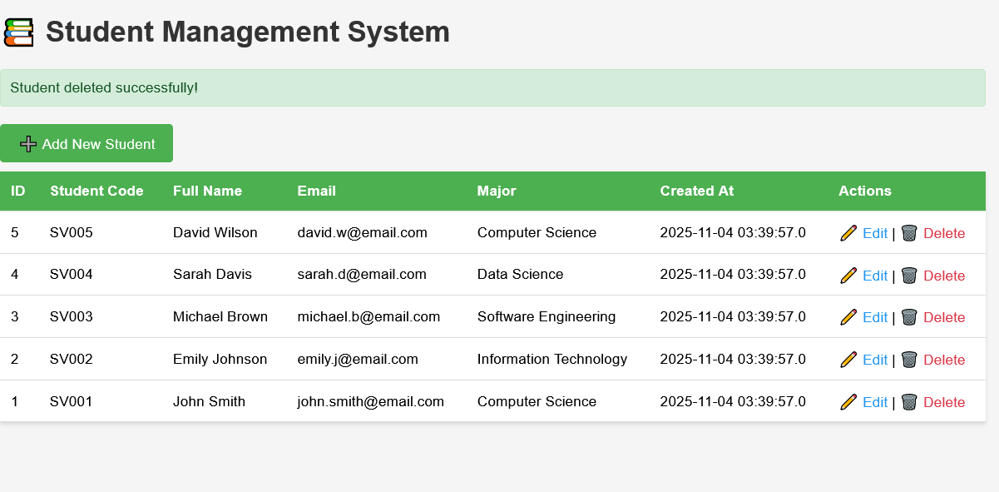 Student Management System
Student deleted successfully!
Add New Student
ID Student Code Full Name Email Major Created At Actions
5 SV005 David Wilson david.w@email.com Computer Science 2025-11-04 03:39:57.0 Edit | Delete
4 SV004 Sarah Davis sarah.d@email.com Data Science 2025-11-04 03:39:57.0 Edit | Delete
3 SV003 Michael Brown michael.b@email.com Software Engineering 2025-11-04 03:39:57.0 Edit | Delete
2 SV002 Emily Johnson emily.j@email.com Information Technology 2025-11-04 03:39:57.0 Edit | Delete
1 SV001 John Smith john.smith@email.com Computer Science 2025-11-04 03:39:57.0 Edit | Delete